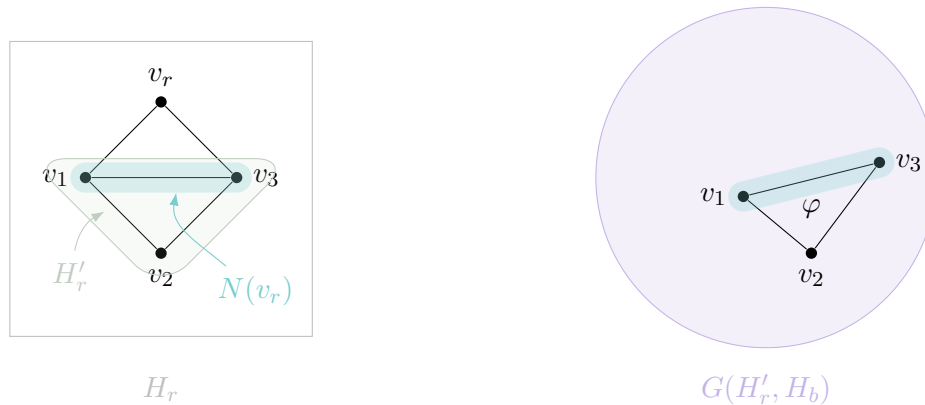 v_r
v_1
v_3
H'_r
v_2
N(v_r)
H_r
v_3
v_1
φ
v_2
G(H'_r, H_b)